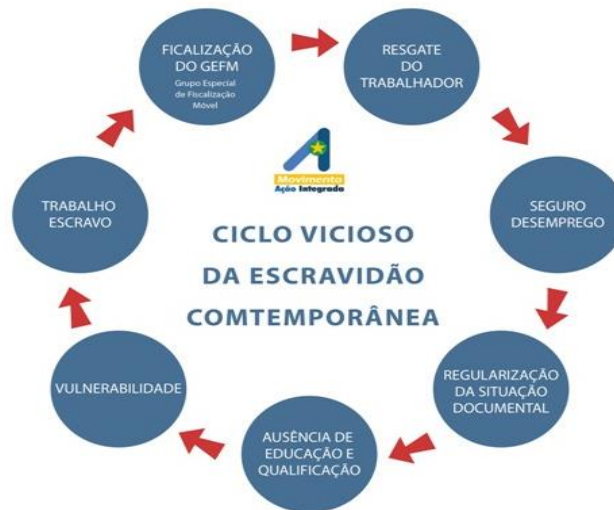 FICALIZAÇÃO
DO GEFM
Grupo Especial
de Fiscalização
Móvel
RESGATE
DO
TRABALHADOR
SEGURO
DESEMPREGO
REGULARIZAÇÃO
DA SITUAÇÃO
DOCUMENTAL
AUSÊNCIA DE
EDUCAÇÃO E
QUALIFICAÇÃO
VULNERABILIDADE
TRABALHO
ESCRAVO
Movimento
Ação Integrada
CICLO VICIOSO
DA ESCRAVIDÃO
COMTEMPORÂNEA